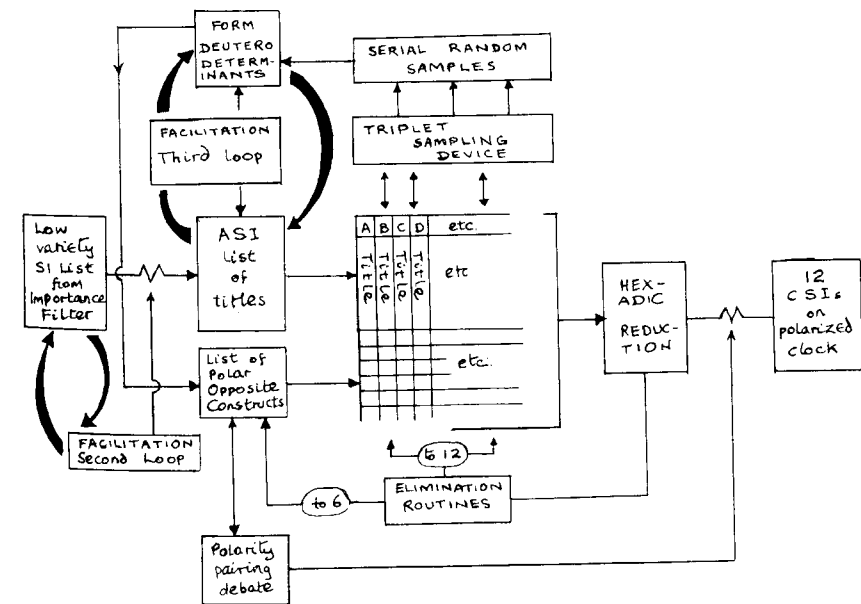 FORM
DEUTERO
DETERM-
INANTS
SERIAL RANDOM
SAMPLES
FACILITATION
Third loop
TRIPLET
SAMPLING
DEVICE
Low
variety
SI List
from
Importance
Filter
ASI
List
of
titles
A B C D etc.
Title Title Title Title etc
etc.
HEX-
ADIC
REDUC-
TION
12
CSIs
on
polarized
clock
List of
Polar
Opposite
Constructs
FACILITATION
Second Loop
to 12
to 6
ELIMINATION
ROUTINES
Polarity
pairing
debate